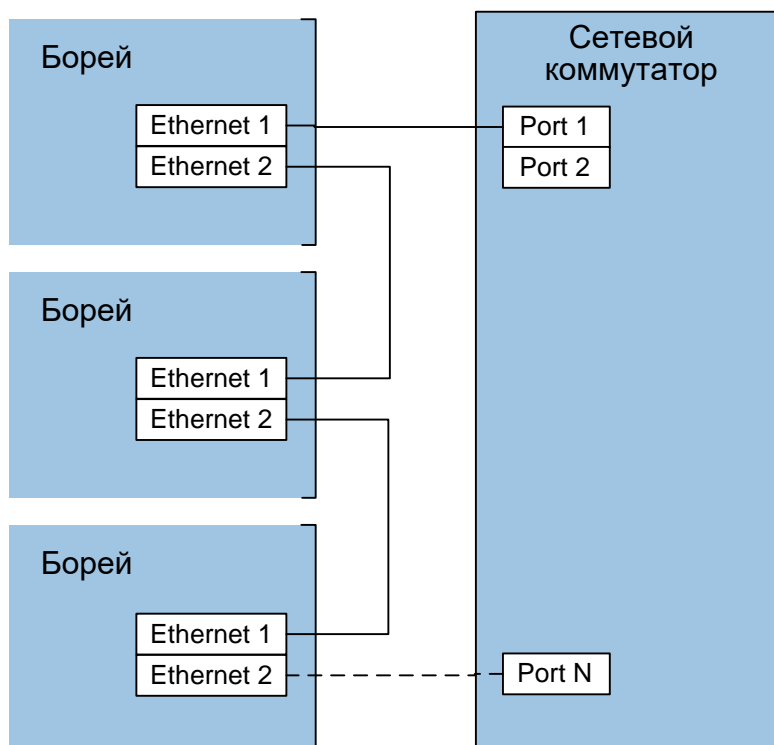 Борей
Ethernet 1
Ethernet 2
Борей
Ethernet 1
Ethernet 2
Борей
Ethernet 1
Ethernet 2
Сетевой
коммутатор
Port 1
Port 2
Port N